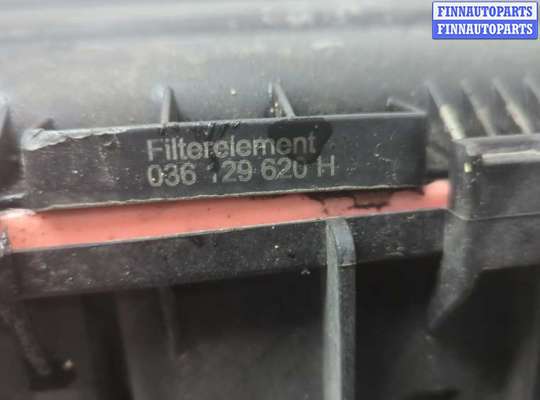 FINNAUTOPARTS
FINNAUTOPARTS
Filterelement
036 129 620 H